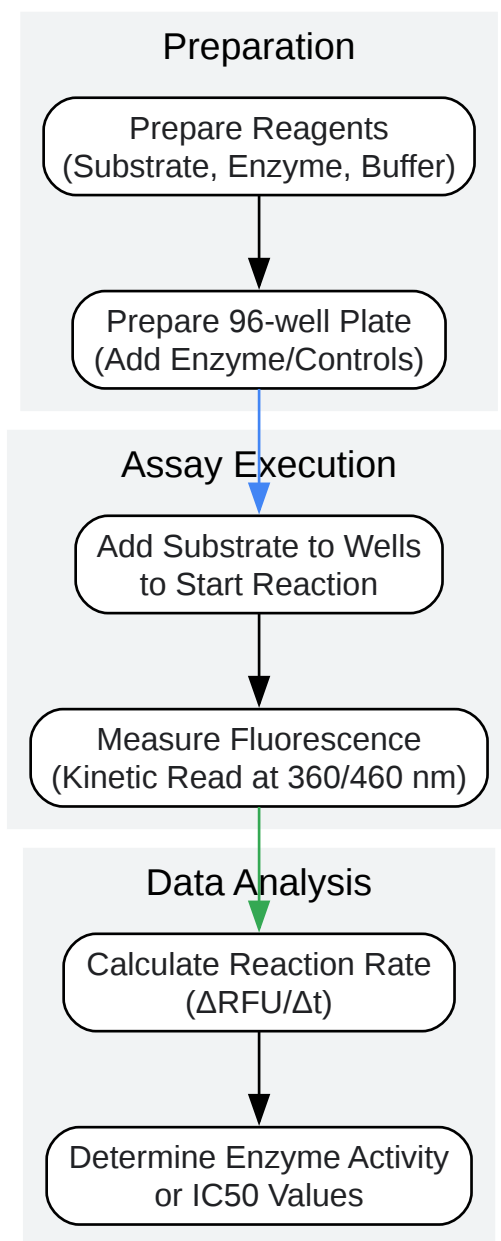 Preparation
Prepare Reagents
(Substrate, Enzyme, Buffer)
Prepare 96-well Plate
(Add Enzyme/Controls)
Assay Execution
Add Substrate to Wells
to Start Reaction
Measure Fluorescence
(Kinetic Read at 360/460 nm)
Data Analysis
Calculate Reaction Rate
(ΔRFU/Δt)
Determine Enzyme Activity
or IC50 Values